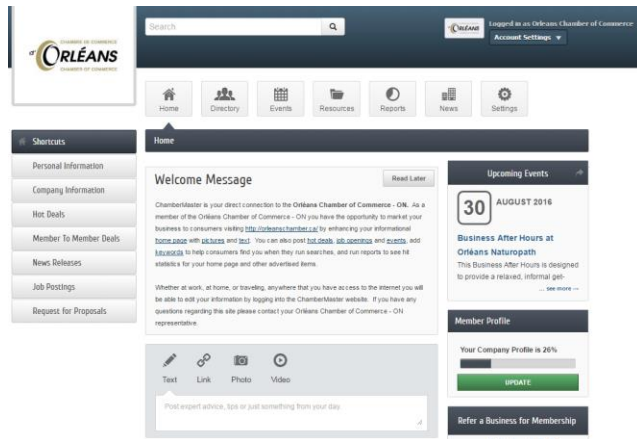 CHAMBER OF COMMERCE
d'ORLÉANS
CHAMBER OF COMMERCE
Search
d'ORLÉANS
Logged in as Orleans Chamber of Commerce
Account Settings
Home
Directory
Events
Resources
Reports
News
Settings
Shortcuts
Personal Information
Company Information
Hot Deals
Member To Member Deals
News Releases
Job Postings
Request for Proposals
Home
Welcome Message
Read Later
ChamberMaster is your direct connection to the Orléans Chamber of Commerce - ON. As a
member of the Orléans Chamber of Commerce - ON you have the opportunity to market your
business to consumers visiting http://orleanschamber.ca/ by enhancing your informational
home page with pictures and text. You can also post hot deals, job openings and events, add
keywords to help consumers find you when they run searches, and run reports to see hit
statistics for your home page and other advertised items.
Whether at work, at home, or traveling, anywhere that you have access to the internet you will
be able to edit your information by logging into the ChamberMaster website. If you have any
questions regarding this site please contact your Orléans Chamber of Commerce - ON
representative.
Text
Link
Photo
Video
Post expert advice, tips or just something from your day.
Upcoming Events
30
AUGUST 2016
Business After Hours at
Orléans Naturopath
This Business After Hours is designed
to provide a relaxed, informal get-
... see more ---
Member Profile
Your Company Profile is 26%
UPDATE
Refer a Business for Membership